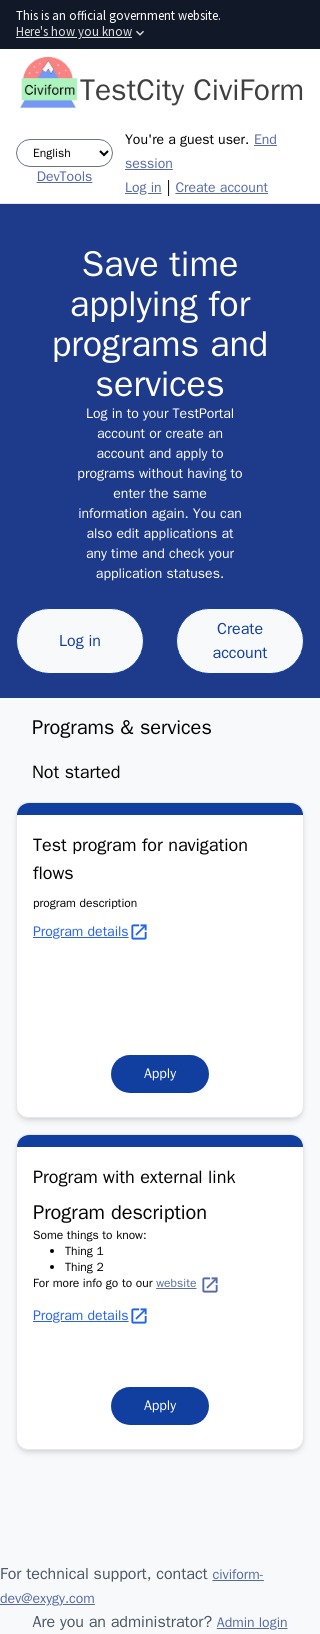 This is an official government website.
Here's how you know
Civiform
TestCity CiviForm
English
DevTools
You're a guest user. End
session
Log in | Create account
Save time
applying for
programs and
services
Log in to your TestPortal
account or create an
account and apply to
programs without having to
enter the same
information again. You can
also edit applications at
any time and check your
application statuses.
Log in
Create
account
Programs & services
Not started
Test program for navigation
flows
program description
Program details
Apply
Program with external link
Program description
Some things to know:
• Thing 1
• Thing 2
For more info go to our website
Program details
Apply
For technical support, contact civiform-
dev@exygy.com
Are you an administrator? Admin login